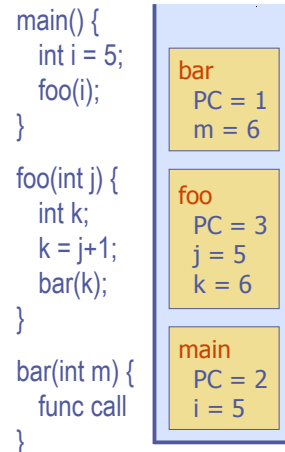 main() {
int i = 5;
foo(i);
}
foo(int j) {
int k;
k = j+1;
bar(k);
}
bar(int m) {
func call
}
bar
PC = 1
m = 6
foo
PC = 3
j = 5
k = 6
main
PC = 2
i = 5